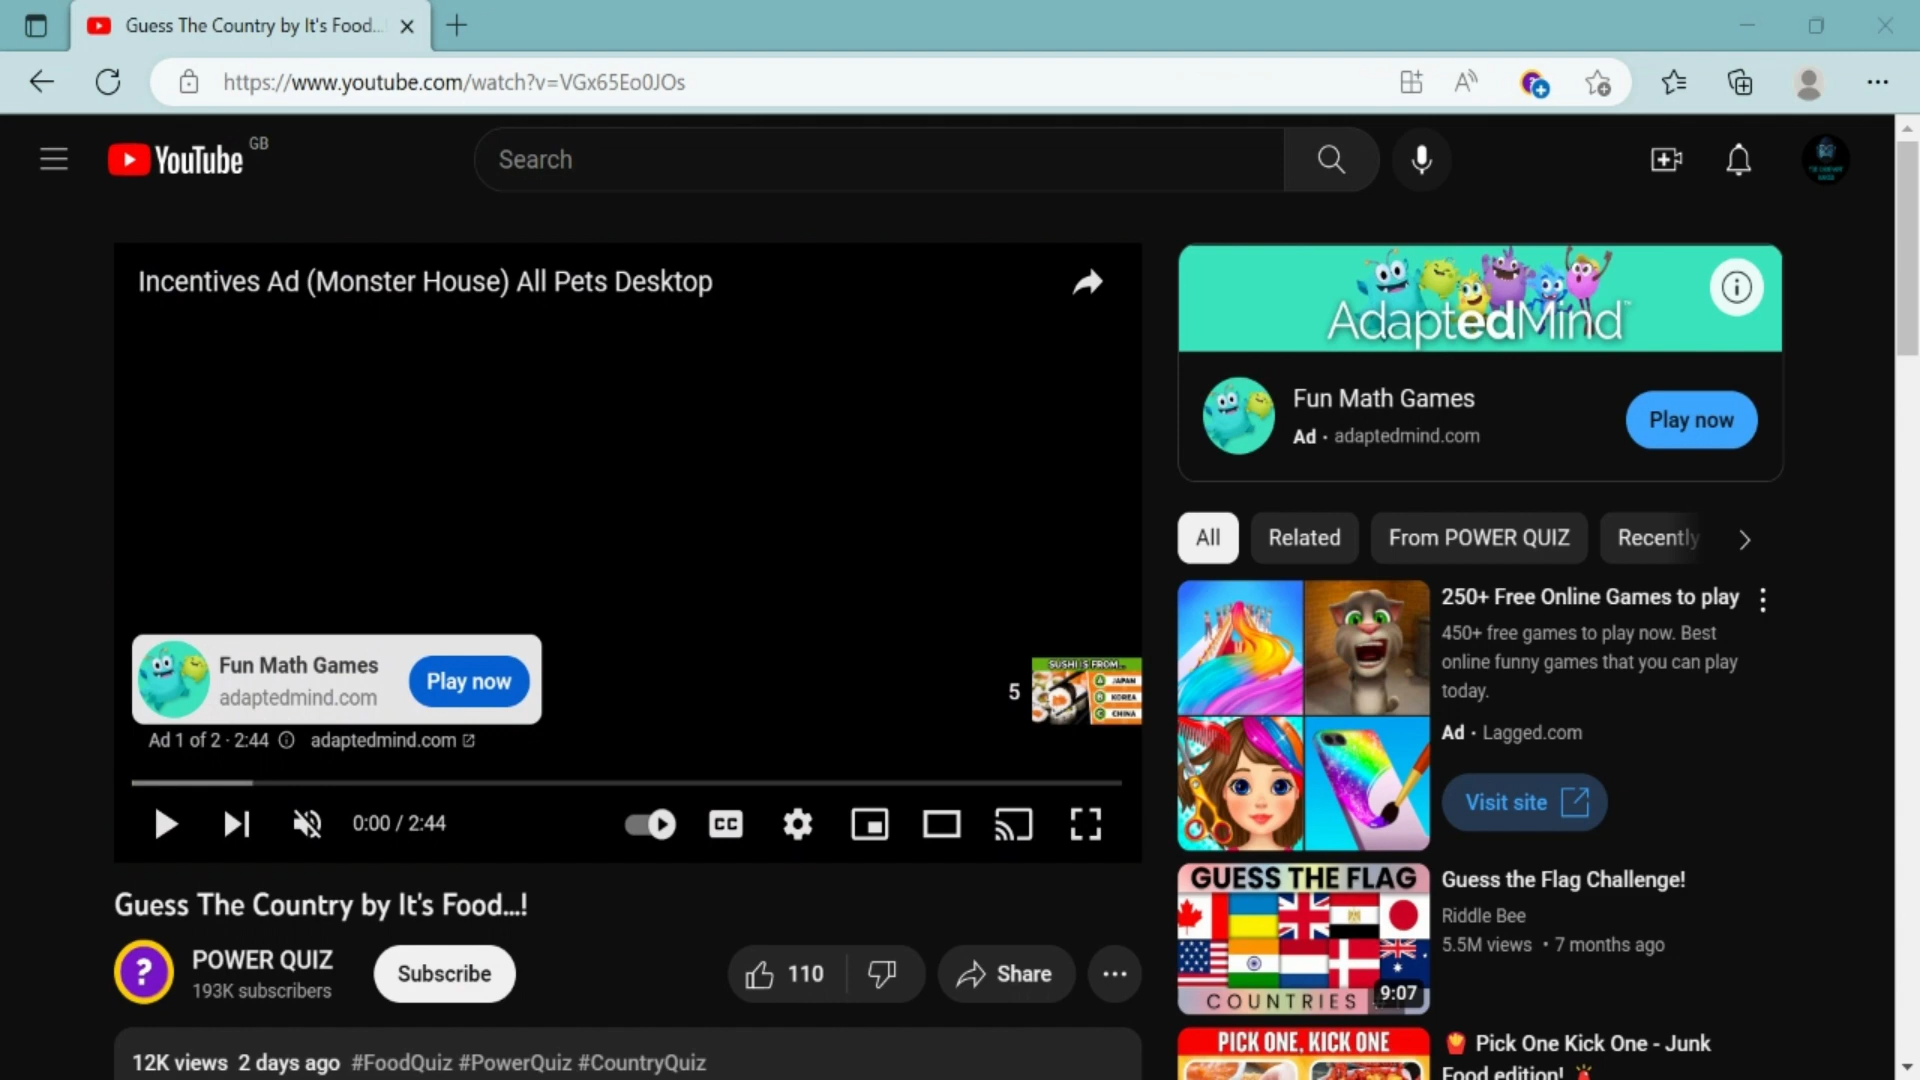 Guess The Country by It's Food...
https://www.youtube.com/watch?v=VGx65Eo0JOs
YouTube GB
Search
Incentives Ad (Monster House) All Pets Desktop
AdaptedMind™
Fun Math Games
Ad · adaptedmind.com
Play now
All
Related
From POWER QUIZ
Recently
Fun Math Games
adaptedmind.com
Play now
5
SUSHI IS FROM...
A JAPAN
B KOREA
C CHINA
Ad 1 of 2 · 2:44
adaptedmind.com
0:00 / 2:44
CC
250+ Free Online Games to play
450+ free games to play now. Best
online funny games that you can play
today.
Ad · Lagged.com
Visit site
Guess The Country by It's Food...!
POWER QUIZ
193K subscribers
Subscribe
110
Share
12K views 2 days ago #FoodQuiz #PowerQuiz #CountryQuiz
GUESS THE FLAG
COUNTRIES
9:07
Guess the Flag Challenge!
Riddle Bee
5.5M views • 7 months ago
PICK ONE, KICK ONE
Pick One Kick One - Junk
Food edition!